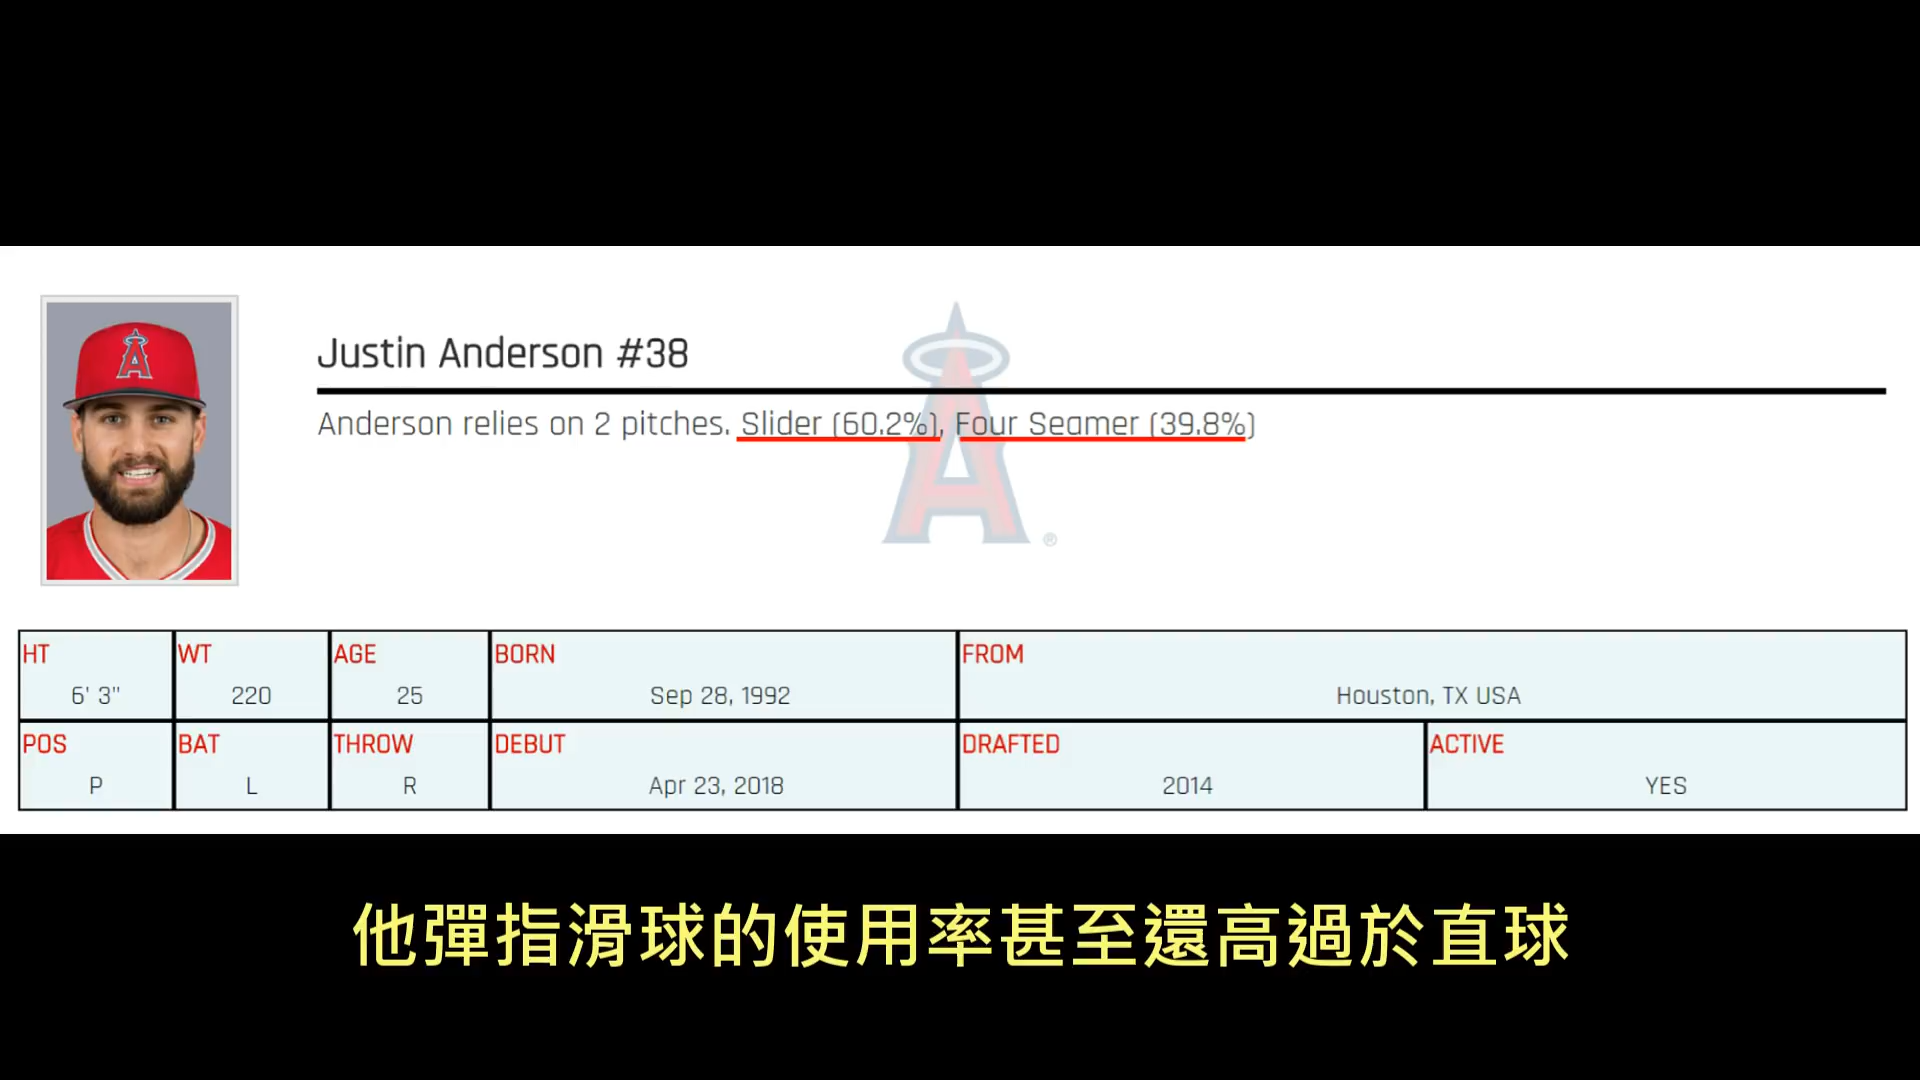 Justin Anderson #38
Anderson relies on 2 pitches. Slider (60.2%), Four Seamer (39.8%)
HT WT AGE BORN FROM
6' 3" 220 25 Sep 28, 1992 Houston, TX USA
POS BAT THROW DEBUT DRAFTED ACTIVE
P L R Apr 23, 2018 2014 YES
他彈指滑球的使用率甚至還高過於直球